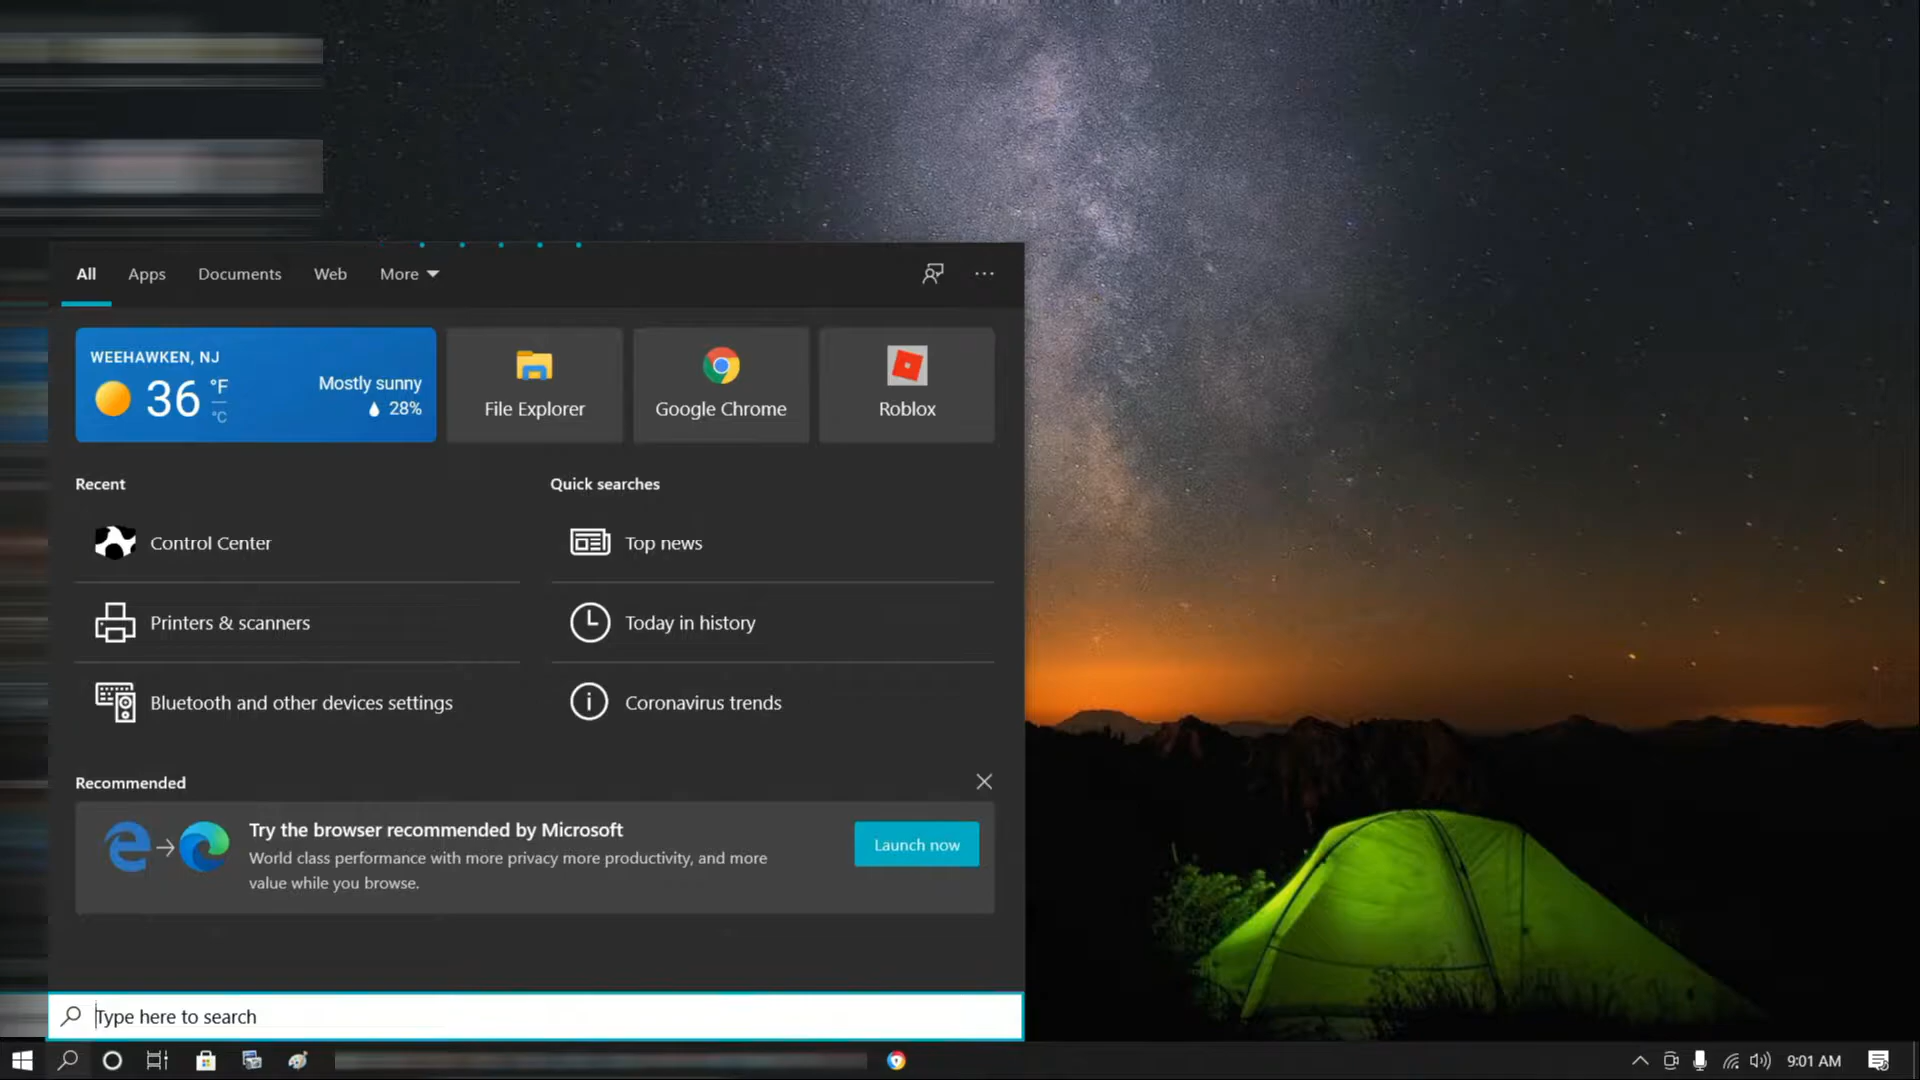 All Apps Documents Web More
WEEHAWKEN, NJ
36 °F
°C
Mostly sunny
28%
File Explorer
Google Chrome
Roblox
Recent
Control Center
Printers & scanners
Bluetooth and other devices settings
Quick searches
Top news
Today in history
Coronavirus trends
Recommended
Try the browser recommended by Microsoft
World class performance with more privacy more productivity, and more
value while you browse.
Launch now
Type here to search
9:01 AM